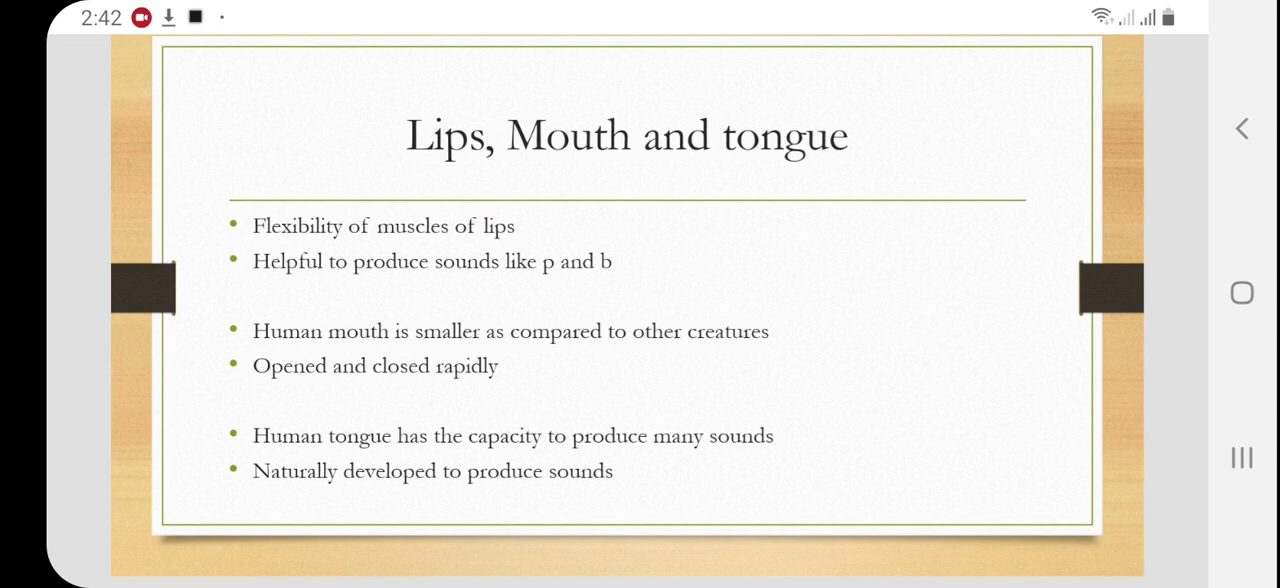 2:42
Lips, Mouth and tongue
• Flexibility of muscles of lips
• Helpful to produce sounds like p and b
• Human mouth is smaller as compared to other creatures
• Opened and closed rapidly
• Human tongue has the capacity to produce many sounds
• Naturally developed to produce sounds